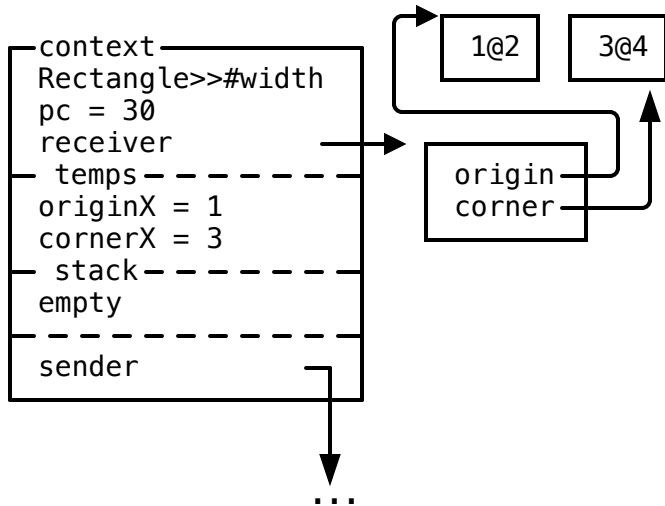 context
Rectangle>>#width
pc = 30
receiver
temps
originX = 1
cornerX = 3
stack
empty
sender
...
1@2
3@4
origin
corner